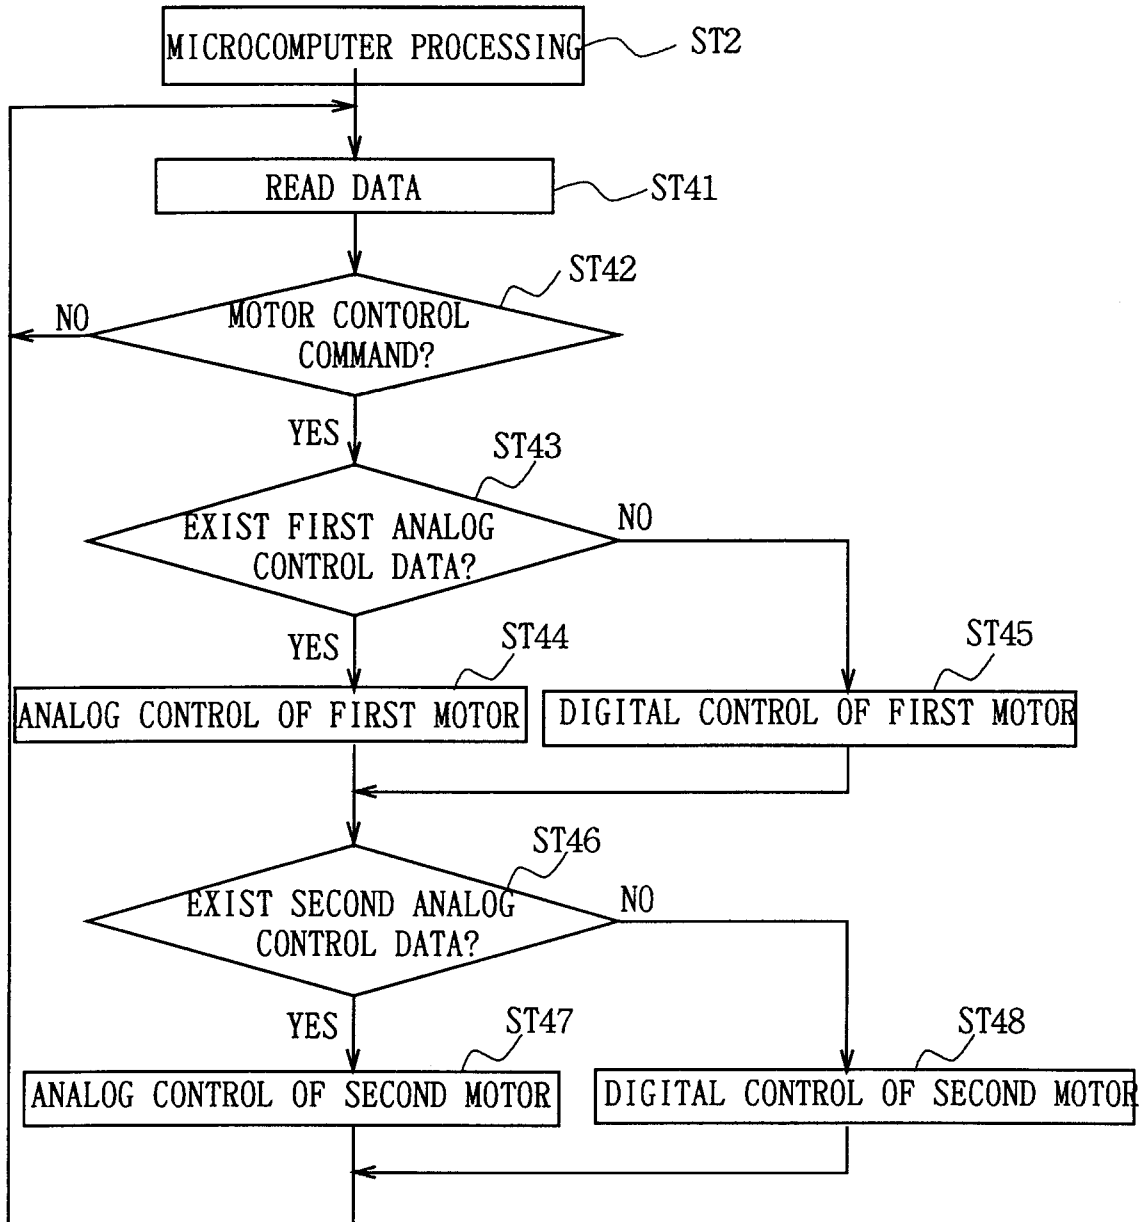 MICROCOMPUTER PROCESSING
ST2
READ DATA
ST41
ST42
NO
MOTOR CONTOROL
COMMAND?
YES
ST43
EXIST FIRST ANALOG
CONTROL DATA?
NO
YES
ST44
ST45
ANALOG CONTROL OF FIRST MOTOR
DIGITAL CONTROL OF FIRST MOTOR
ST46
EXIST SECOND ANALOG
CONTROL DATA?
NO
YES
ST47
ST48
ANALOG CONTROL OF SECOND MOTOR
DIGITAL CONTROL OF SECOND MOTOR